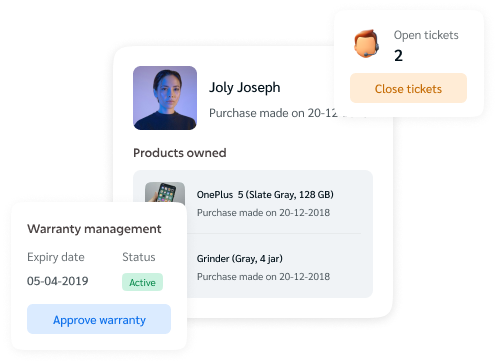 Open tickets
2
Close tickets
Joly Joseph
Purchase made on 20-12
Products owned
OnePlus 5 (Slate Gray, 128 GB)
Purchase made on 20-12-2018
Grinder (Gray, 4 jar)
Purchase made on 20-12-2018
Warranty management
Expiry date Status
05-04-2019 Active
Approve warranty